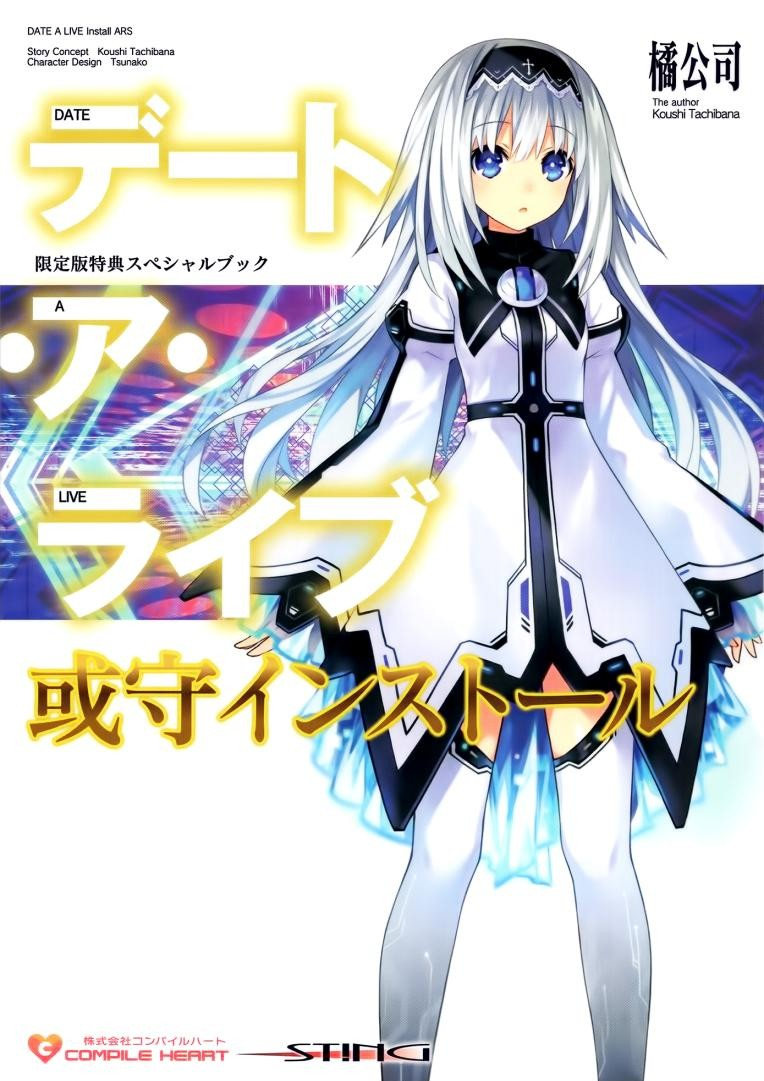 DATE A LIVE Install ARS
Story Concept Koushi Tachibana
Character Design Tsunako
橘公司
The author
Koushi Tachibana
DATE
デート
限定版特典スペシャルブック
A
・ア・
LIVE
ライブ
或守インストール
株式会社コンパイルハート
COMPILE HEART
STING